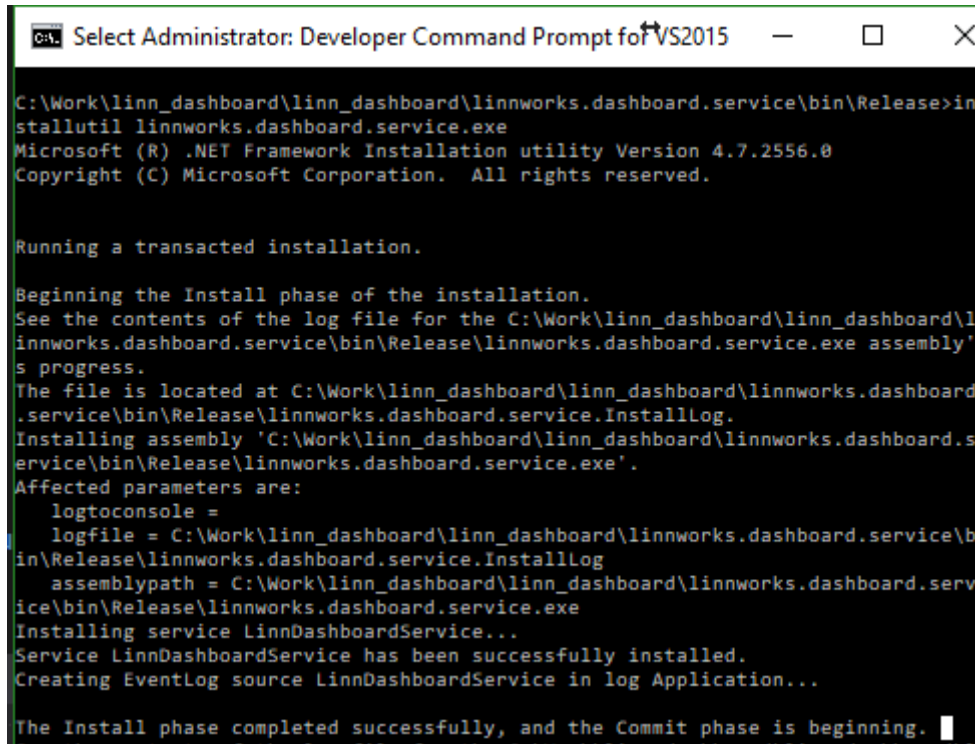 Select Administrator: Developer Command Prompt for VS2015
C:\Work\linn_dashboard\linn_dashboard\linnworks.dashboard.service\bin\Release>in
stallutil linnworks.dashboard.service.exe
Microsoft (R) .NET Framework Installation utility Version 4.7.2556.0
Copyright (C) Microsoft Corporation.  All rights reserved.
Running a transacted installation.
Beginning the Install phase of the installation.
See the contents of the log file for the C:\Work\linn_dashboard\linn_dashboard\l
innworks.dashboard.service\bin\Release\linnworks.dashboard.service.exe assembly'
s progress.
The file is located at C:\Work\linn_dashboard\linn_dashboard\linnworks.dashboard
.service\bin\Release\linnworks.dashboard.service.InstallLog.
Installing assembly 'C:\Work\linn_dashboard\linn_dashboard\linnworks.dashboard.s
ervice\bin\Release\linnworks.dashboard.service.exe'.
Affected parameters are:
   logtoconsole =
   logfile = C:\Work\linn_dashboard\linn_dashboard\linnworks.dashboard.service\b
in\Release\linnworks.dashboard.service.InstallLog
   assemblypath = C:\Work\linn_dashboard\linn_dashboard\linnworks.dashboard.serv
ice\bin\Release\linnworks.dashboard.service.exe
Installing service LinnDashboardService...
Service LinnDashboardService has been successfully installed.
Creating EventLog source LinnDashboardService in log Application...
The Install phase completed successfully, and the Commit phase is beginning.